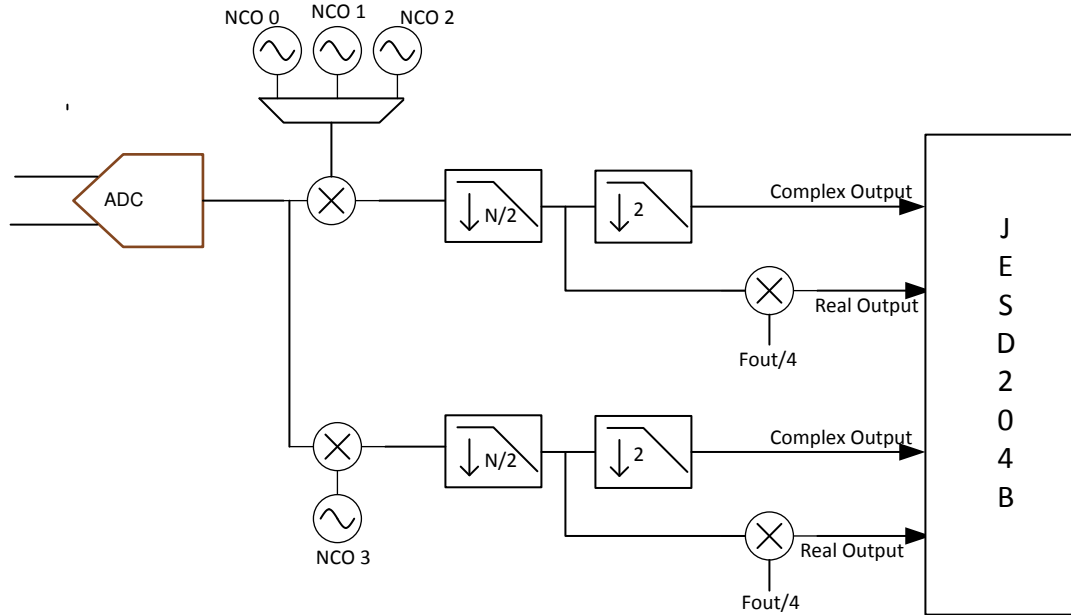 NCO 0
NCO 1
NCO 2
ADC
N/2
2
Complex Output
Real Output
Fout/4
N/2
2
Complex Output
Real Output
Fout/4
NCO 3
J
E
S
D
2
0
4
B